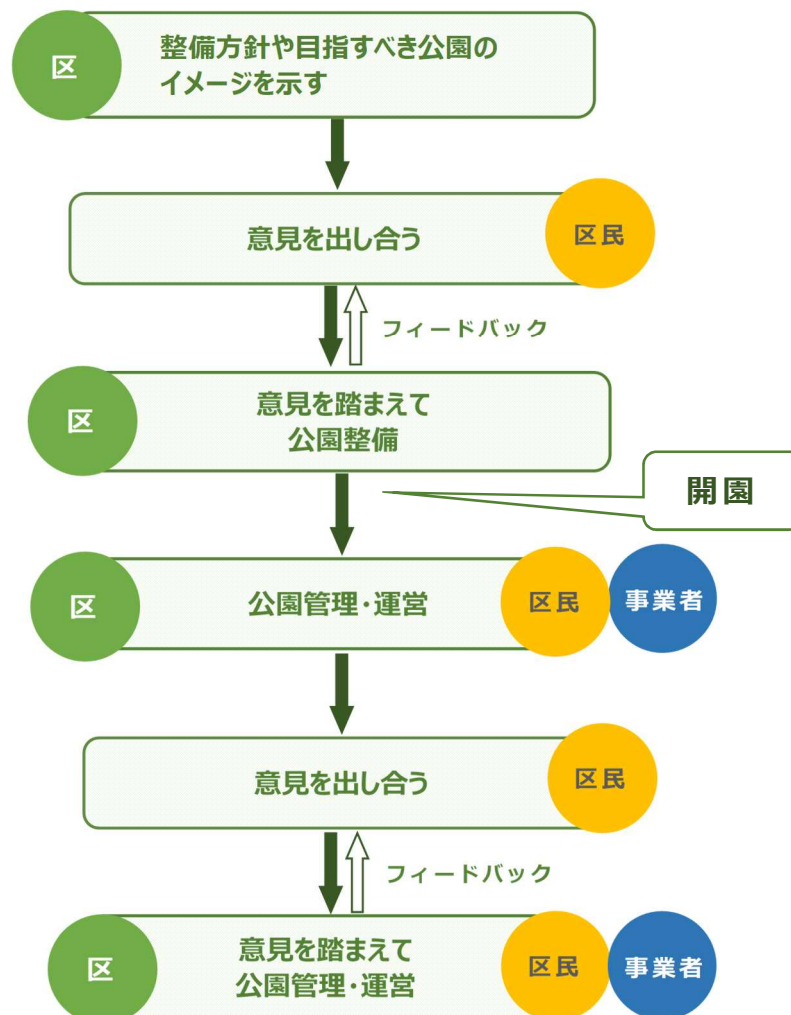 区
整備方針や目指すべき公園の
イメージを示す
意見を出し合う
区民
フィードバック
区
意見を踏まえて
公園整備
開園
区
公園管理・運営
区民
事業者
意見を出し合う
区民
フィードバック
区
意見を踏まえて
公園管理・運営
区民
事業者